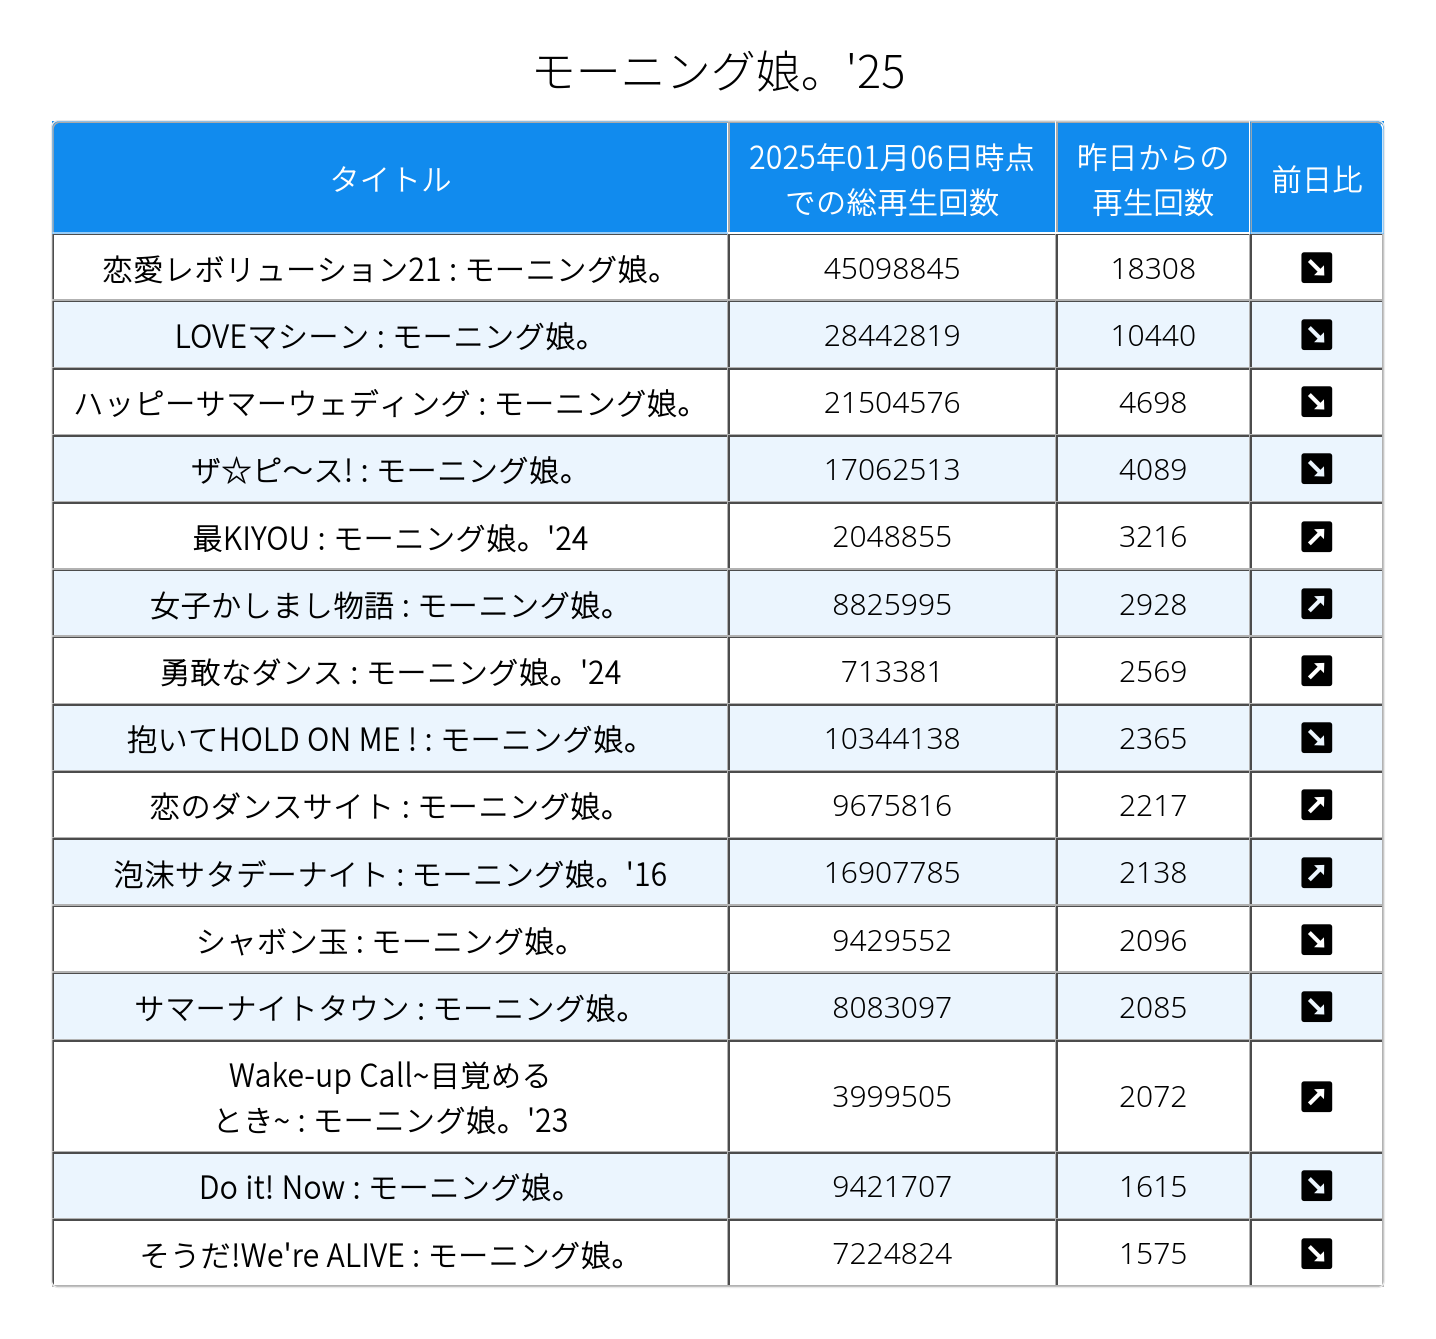 モーニング娘。'25
タイトル
2025年01月06日時点
での総再生回数
昨日からの
再生回数
前日比
恋愛レボリューション21 : モーニング娘。 45098845 18308 ↘
LOVEマシーン : モーニング娘。 28442819 10440 ↘
ハッピーサマーウェディング : モーニング娘。 21504576 4698 ↘
ザ☆ピ〜ス! : モーニング娘。 17062513 4089 ↘
最KIYOU : モーニング娘。'24 2048855 3216 ↗
女子かしまし物語 : モーニング娘。 8825995 2928 ↗
勇敢なダンス : モーニング娘。'24 713381 2569 ↗
抱いてHOLD ON ME ! : モーニング娘。 10344138 2365 ↘
恋のダンスサイト : モーニング娘。 9675816 2217 ↗
泡沫サタデーナイト : モーニング娘。'16 16907785 2138 ↗
シャボン玉 : モーニング娘。 9429552 2096 ↘
サマーナイトタウン : モーニング娘。 8083097 2085 ↘
Wake-up Call~目覚める
とき~ : モーニング娘。'23 3999505 2072 ↗
Do it! Now : モーニング娘。 9421707 1615 ↘
そうだ!We're ALIVE : モーニング娘。 7224824 1575 ↘